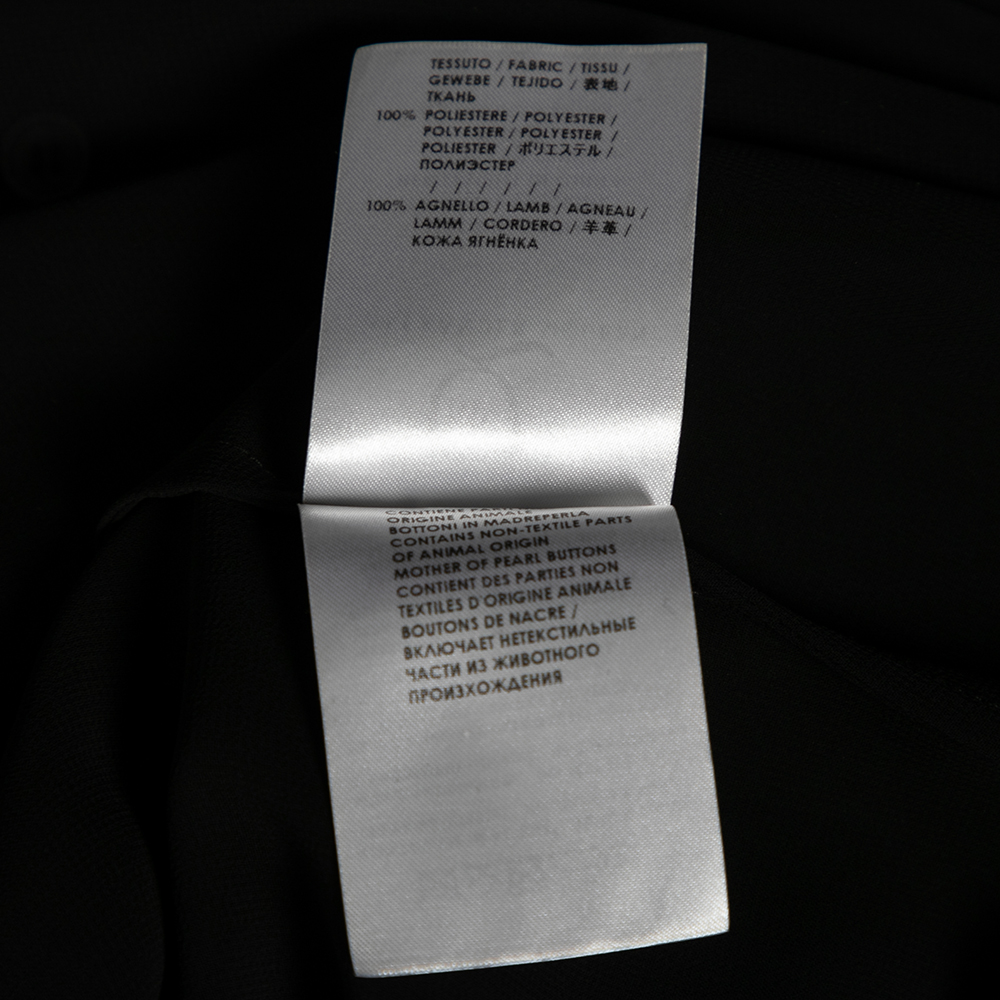 TESSUTO / FABRIC / TISSU /
GEWEBE / TEJIDO / 表地 /
ТКАНЬ
100% POLIESTERE / POLYESTER /
POLYESTER / POLYESTER /
POLIESTER / ポリエステル /
ПОЛИЭСТЕР
/ / / / / /
100% AGNELLO / LAMB / AGNEAU /
LAMM / CORDERO / 羊革 /
КОЖА ЯГНЁНКА
CONTIENE
ORIGINE ANIMALE
BOTTONI IN MADREPERLA
CONTAINS NON-TEXTILE PARTS
OF ANIMAL ORIGIN
MOTHER OF PEARL BUTTONS
CONTIENT DES PARTIES NON
TEXTILES D'ORIGINE ANIMALE
BOUTONS DE NACRE /
ВКЛЮЧАЕТ НЕТЕКСТИЛЬНЫЕ
ЧАСТИ ИЗ ЖИВОТНОГО
ПРОИЗХОЖДЕНИЯ